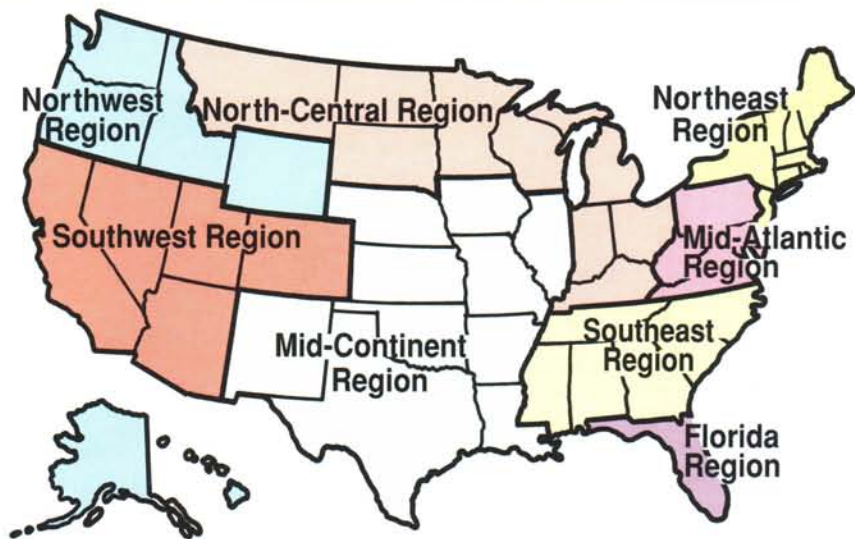 Northwest
Region
North-Central Region
Northeast
Region
Southwest Region
Mid-Atlantic
Region
Mid-Continent
Region
Southeast
Region
Florida
Region